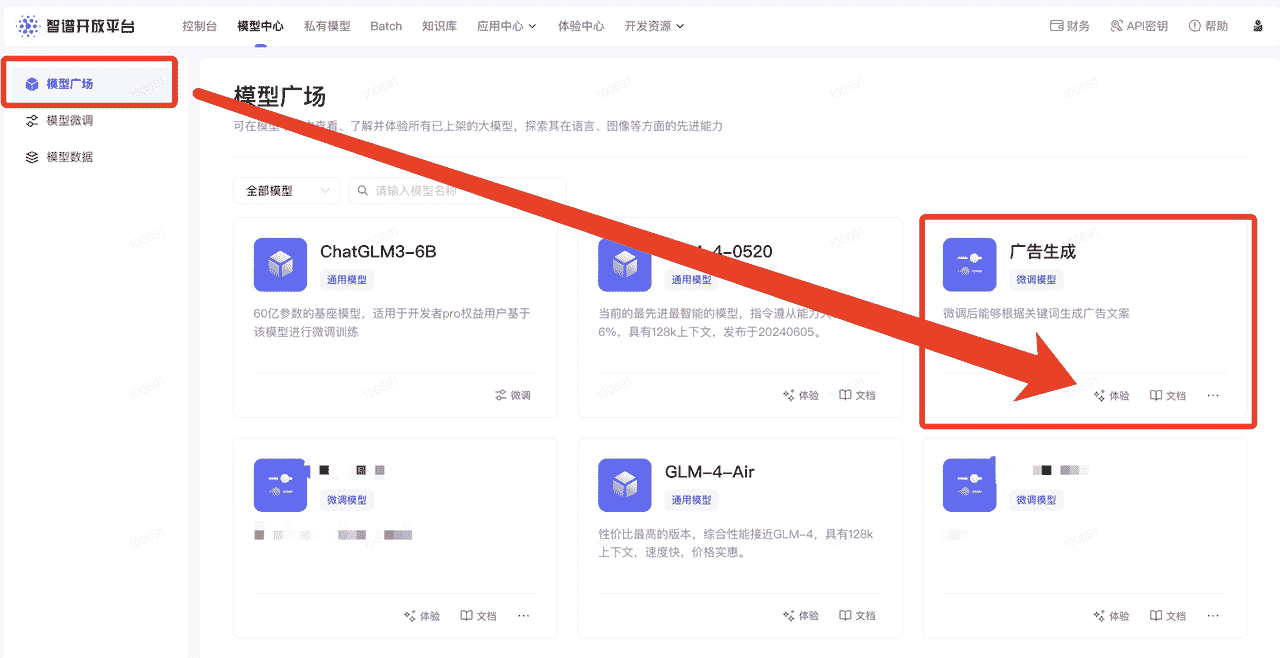 智谱开放平台 控制台 模型中心 私有模型 Batch 知识库 应用中心 体验中心 开发资源 财务 API密钥 帮助
模型广场
模型微调
模型数据
模型广场
查看、了解并体验所有已上架的大模型，探索其在语言、图像等方面的先进能力
全部模型 请输入模型名称
ChatGLM3-6B
通用模型
60亿参数的基座模型，适用于开发者pro权益用户基于
该模型进行微调训练
微调
4-0520
通用模型
当前的最先进最智能的模型，指令遵从能力
6%，具有128k上下文，发布于20240605。
体验 文档
广告生成
微调模型
微调后能够根据关键词生成广告文案
体验 文档 ...
微调模型
体验 文档 ...
GLM-4-Air
通用模型
性价比最高的版本，综合性能接近GLM-4，具有128k
上下文，速度快，价格实惠。
体验 文档
微调模型
体验 文档 ...